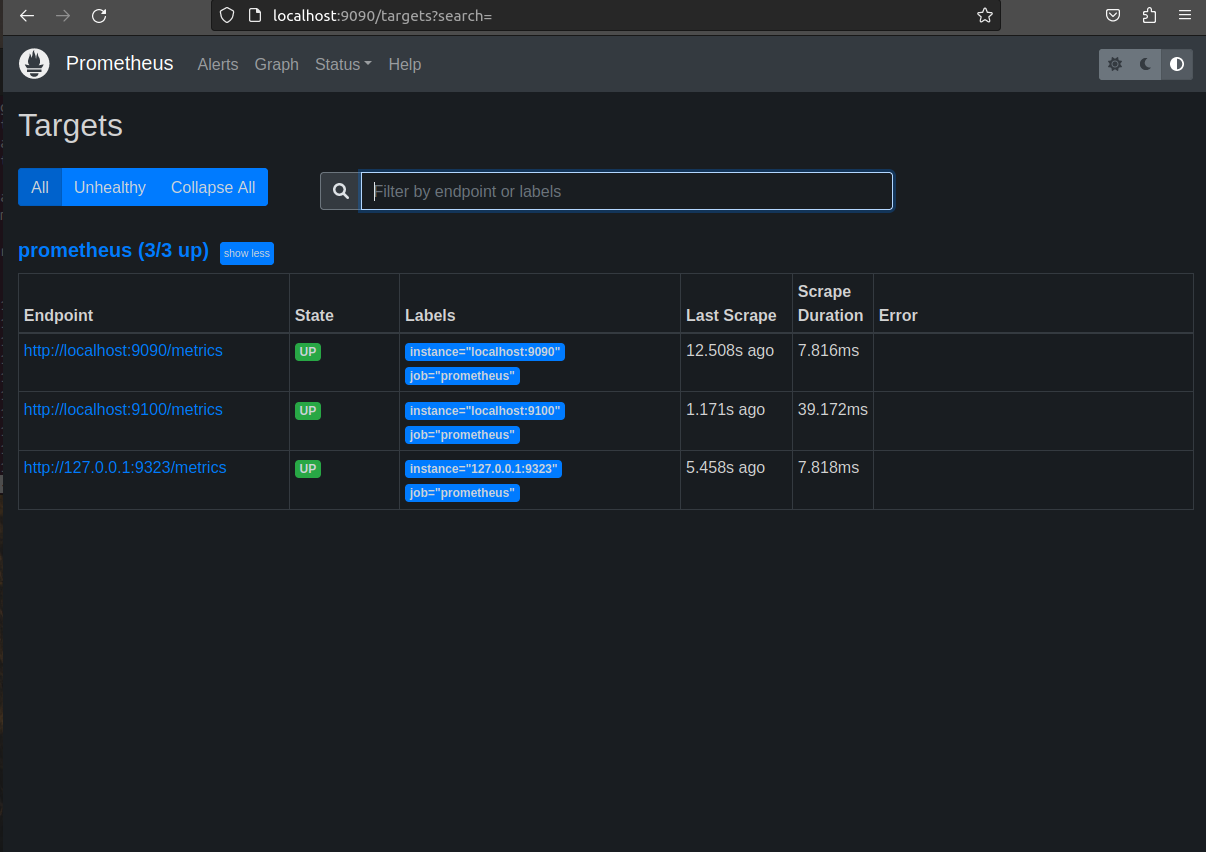 localhost:9090/targets?search=
Prometheus Alerts Graph Status Help
Targets
All Unhealthy Collapse All Filter by endpoint or labels
prometheus (3/3 up) show less
Endpoint State Labels Last Scrape Scrape Duration Error
http://localhost:9090/metrics UP instance="localhost:9090" 12.508s ago 7.816ms
job="prometheus"
http://localhost:9100/metrics UP instance="localhost:9100" 1.171s ago 39.172ms
job="prometheus"
http://127.0.0.1:9323/metrics UP instance="127.0.0.1:9323" 5.458s ago 7.818ms
job="prometheus"